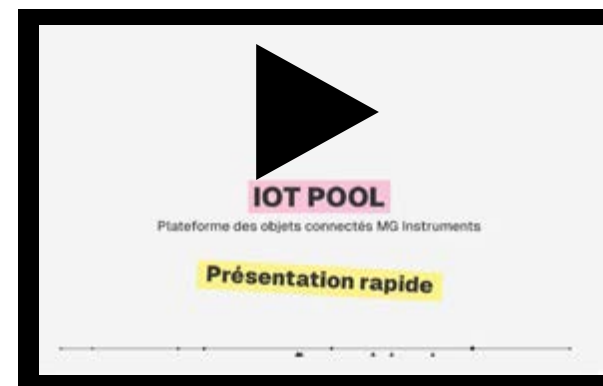 IOT POOL
Plateforme des objets connectés MG Instruments
Présentation rapide